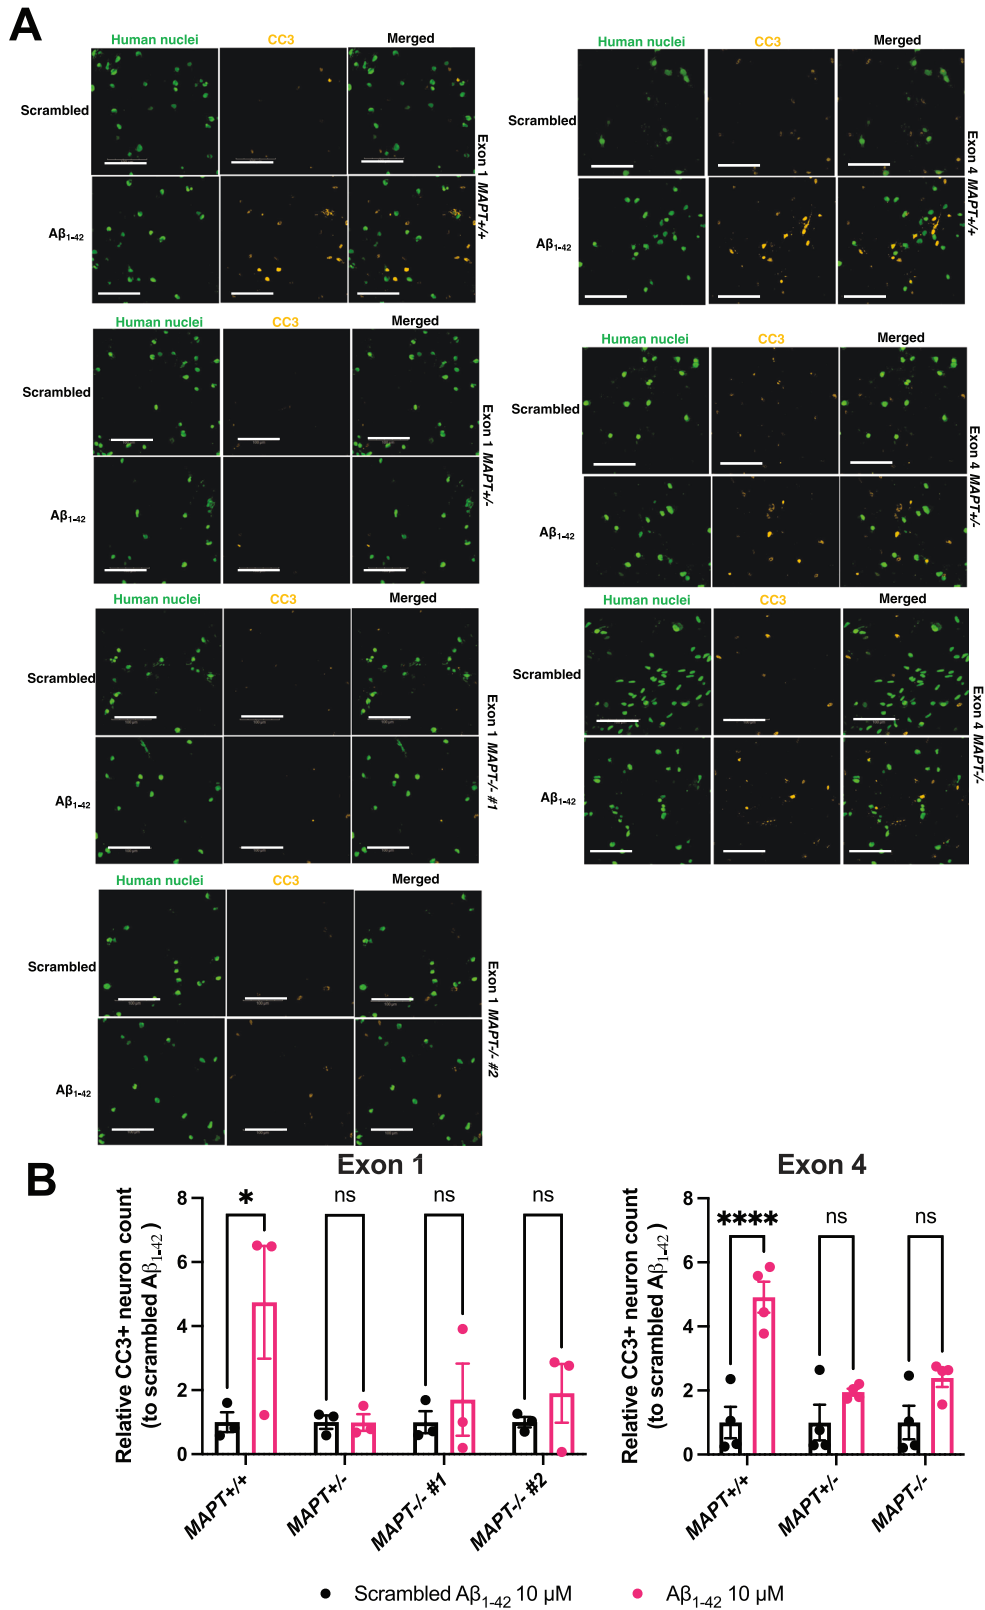 A
Human nuclei CC3 Merged
Scrambled
Aβ1-42
Exon 1 MAPT+/+
Human nuclei CC3 Merged
Scrambled
Aβ1-42
Exon 4 MAPT+/+
Human nuclei CC3 Merged
Scrambled
Aβ1-42
Exon 1 MAPT+/-
Human nuclei CC3 Merged
Scrambled
Aβ1-42
Exon 4 MAPT+/-
Human nuclei CC3 Merged
Scrambled
Aβ1-42
Exon 1 MAPT-/- #1
Human nuclei CC3 Merged
Scrambled
Aβ1-42
Exon 4 MAPT-/-
Human nuclei CC3 Merged
Scrambled
Aβ1-42
Exon 1 MAPT-/- #2
B
Exon 1
Relative CC3+ neuron count
(to scrambled Aβ1-42)
8
6
4
2
0
* ns ns ns
MAPT+/+ MAPT+/- MAPT-/- #1 MAPT-/- #2
Exon 4
Relative CC3+ neuron count
(to scrambled Aβ1-42)
8
6
4
2
0
**** ns ns
MAPT+/+ MAPT+/- MAPT-/-
Scrambled Aβ1-42 10 μM Aβ1-42 10 μM